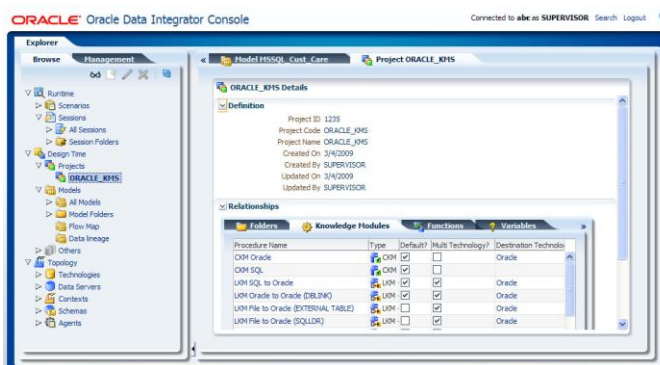 ORACLE Oracle Data Integrator Console
Connected to abc as SUPERVISOR Search Logout
Explorer
Browse Management
Runtime
Scenarios
Sessions
All Sessions
Session Folders
Design Time
Projects
ORACLE_KMS
Models
All Models
Model Folders
Flow Map
Data lineage
Others
Topology
Technologies
Data Servers
Contexts
Schemas
Agents
« Model MSSQL_Cust_Care Project ORACLE_KMS
ORACLE_KMS Details
Definition
Project ID 1235
Project Code ORACLE_KMS
Project Name ORACLE_KMS
Created On 3/4/2009
Created By SUPERVISOR
Updated On 3/4/2009
Updated By SUPERVISOR
Relationships
Folders Knowledge Modules Functions Variables »
Procedure Name Type Default? Multi Technology? Destination Technolo
CKM Oracle CKM Oracle
CKM SQL CKM
LKM SQL to Oracle LKM - Oracle
LKM Oracle to Oracle (DBLINK) LKM - Oracle
LKM File to Oracle (EXTERNAL TABLE) LKM - Oracle
LKM File to Oracle (SQLLDR) LKM - Oracle